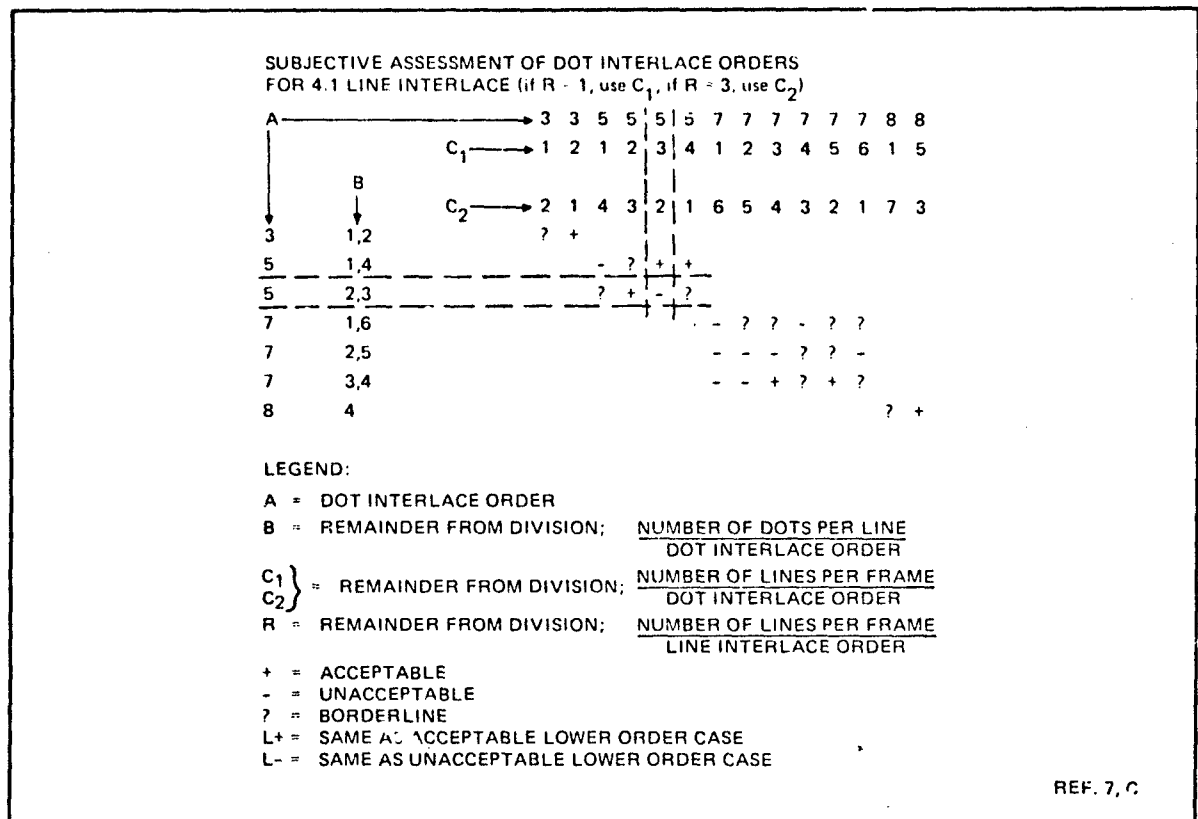 SUBJECTIVE ASSESSMENT OF DOT INTERLACE ORDERS
FOR 4.1 LINE INTERLACE (if R - 1, use C1, if R = 3, use C2)
A 3 3 5 5 5 5 7 7 7 7 7 7 8 8
C1 1 2 1 2 3 4 1 2 3 4 5 6 1 5
B
C2 2 1 4 3 2 1 6 5 4 3 2 1 7 3
3 1,2 ? +
5 1,4 - ? + +
5 2,3 ? + - ?
7 1,6 - ? ? - ? ?
7 2,5 - - - ? ? -
7 3,4 - - + ? + ?
8 4 ? +
LEGEND:
A = DOT INTERLACE ORDER
B = REMAINDER FROM DIVISION; NUMBER OF DOTS PER LINE
DOT INTERLACE ORDER
C1
C2 } = REMAINDER FROM DIVISION; NUMBER OF LINES PER FRAME
DOT INTERLACE ORDER
R = REMAINDER FROM DIVISION; NUMBER OF LINES PER FRAME
LINE INTERLACE ORDER
+ = ACCEPTABLE
- = UNACCEPTABLE
? = BORDERLINE
L+ = SAME AS ACCEPTABLE LOWER ORDER CASE
L- = SAME AS UNACCEPTABLE LOWER ORDER CASE
REF. 7,